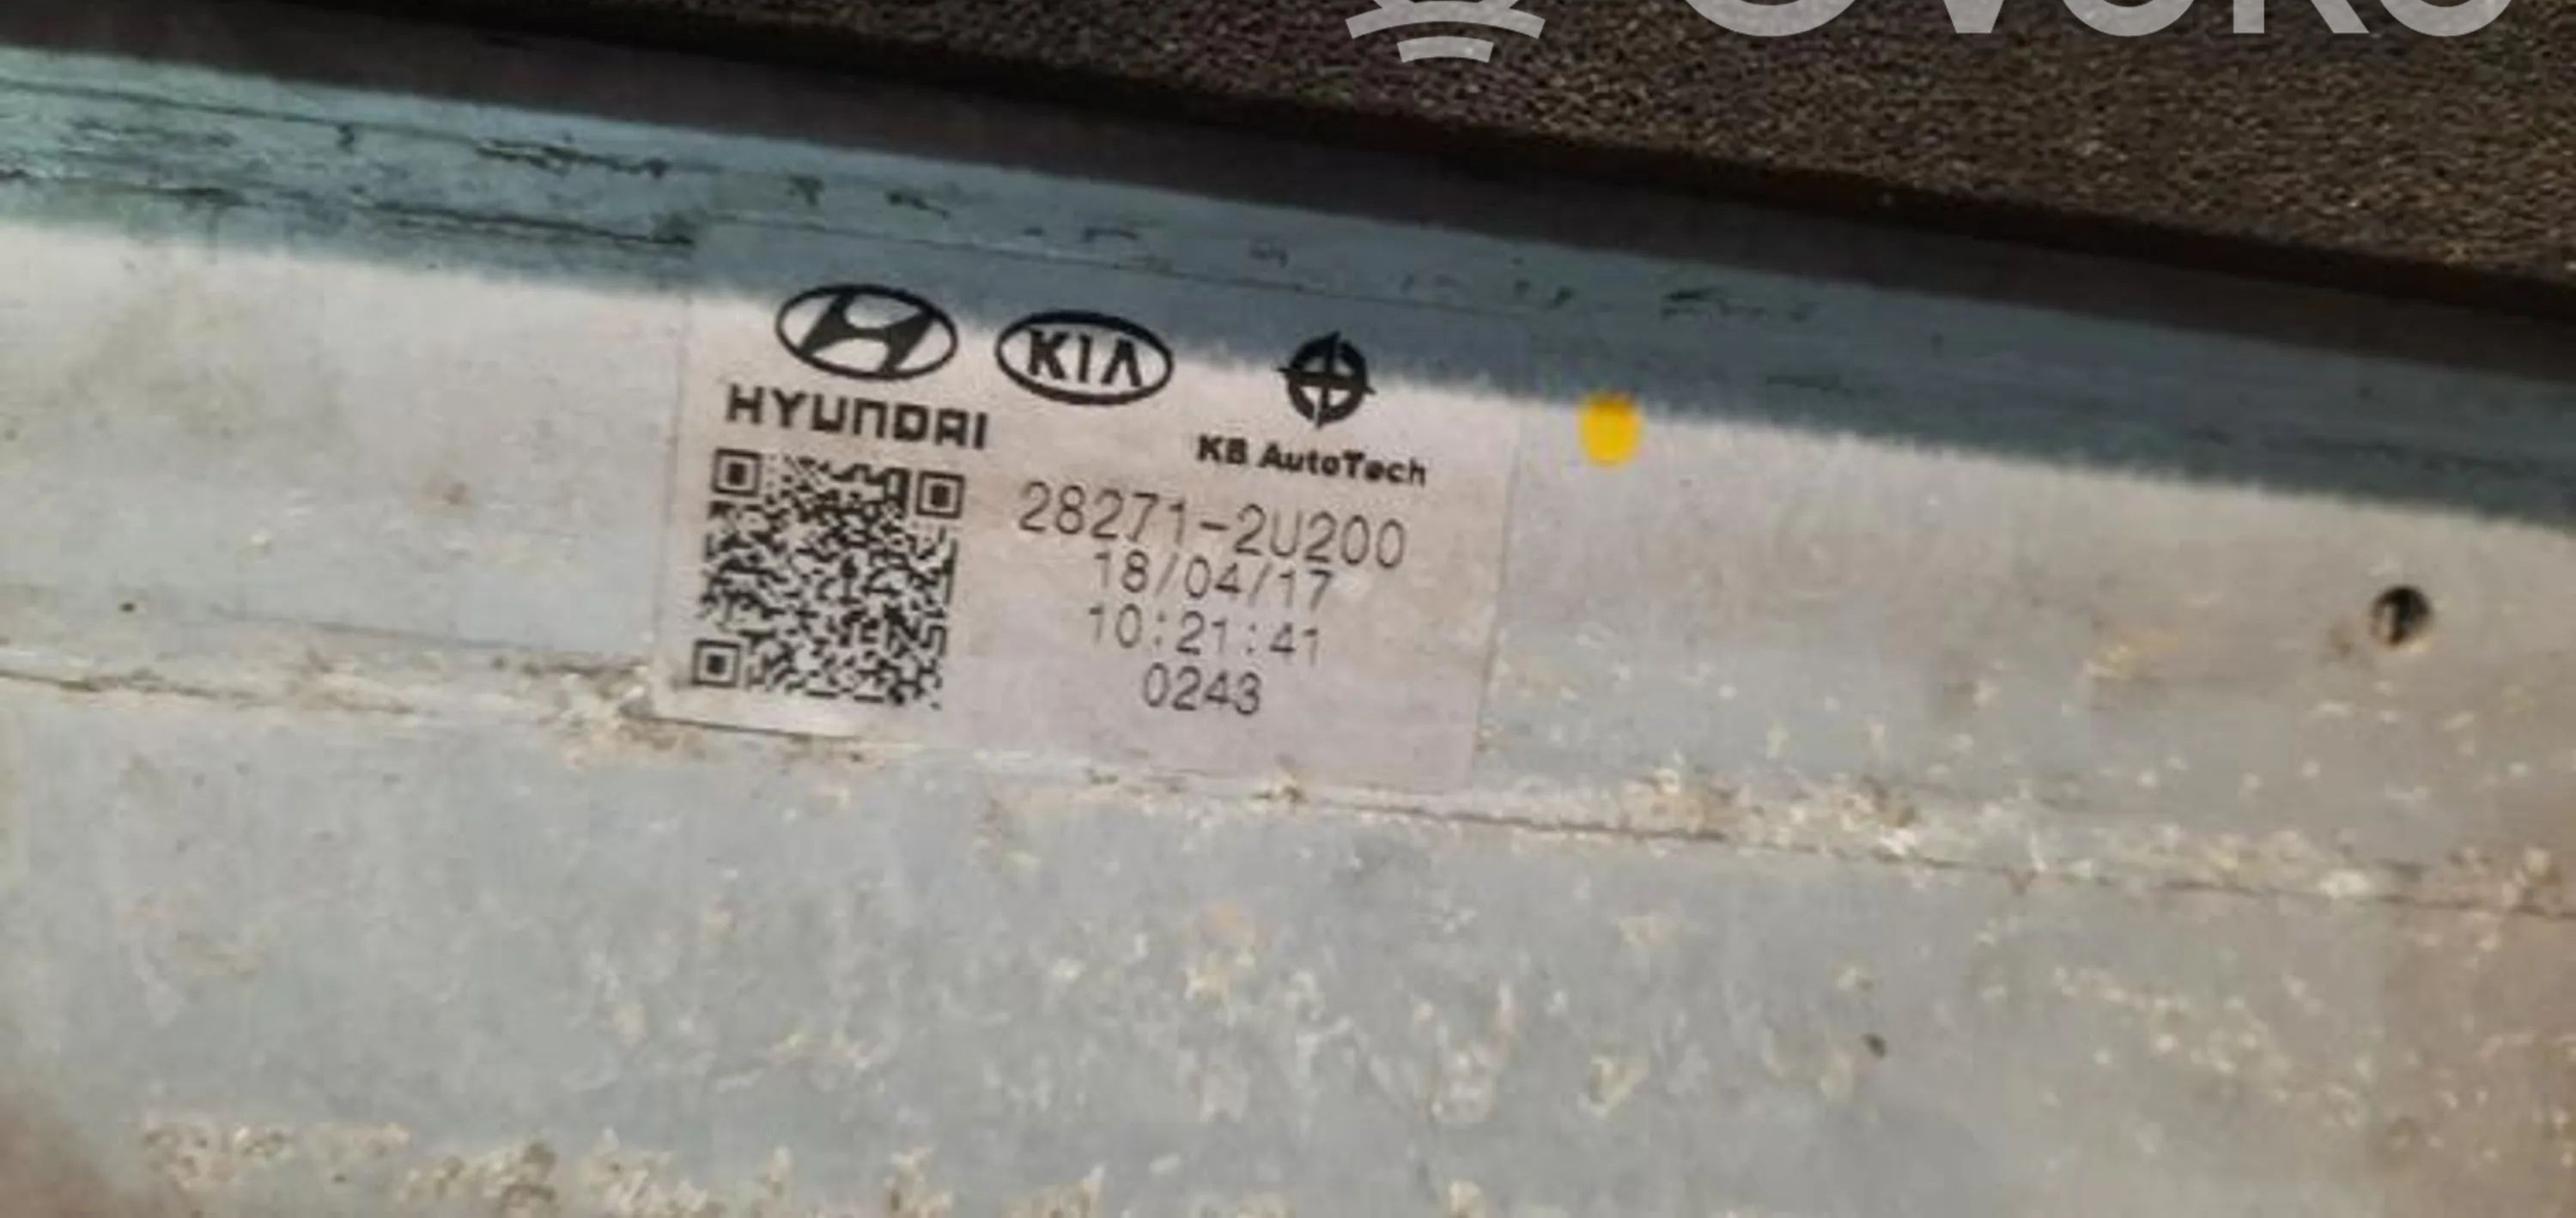 HYUNDAI
KIA
KB AutoTech
28271-2U200
18/04/17
10:21:41
0243